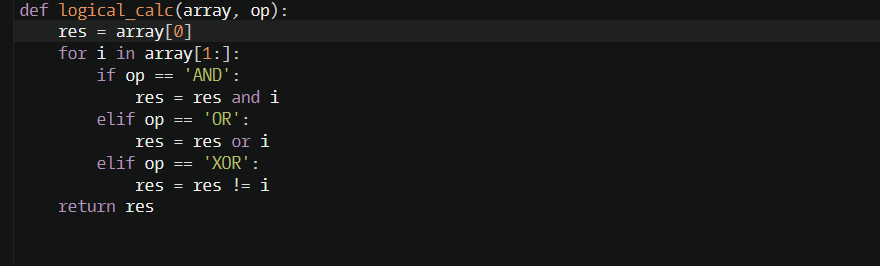 def logical_calc(array, op):
    res = array[0]
    for i in array[1:]:
        if op == 'AND':
            res = res and i
        elif op == 'OR':
            res = res or i
        elif op == 'XOR':
            res = res != i
    return res